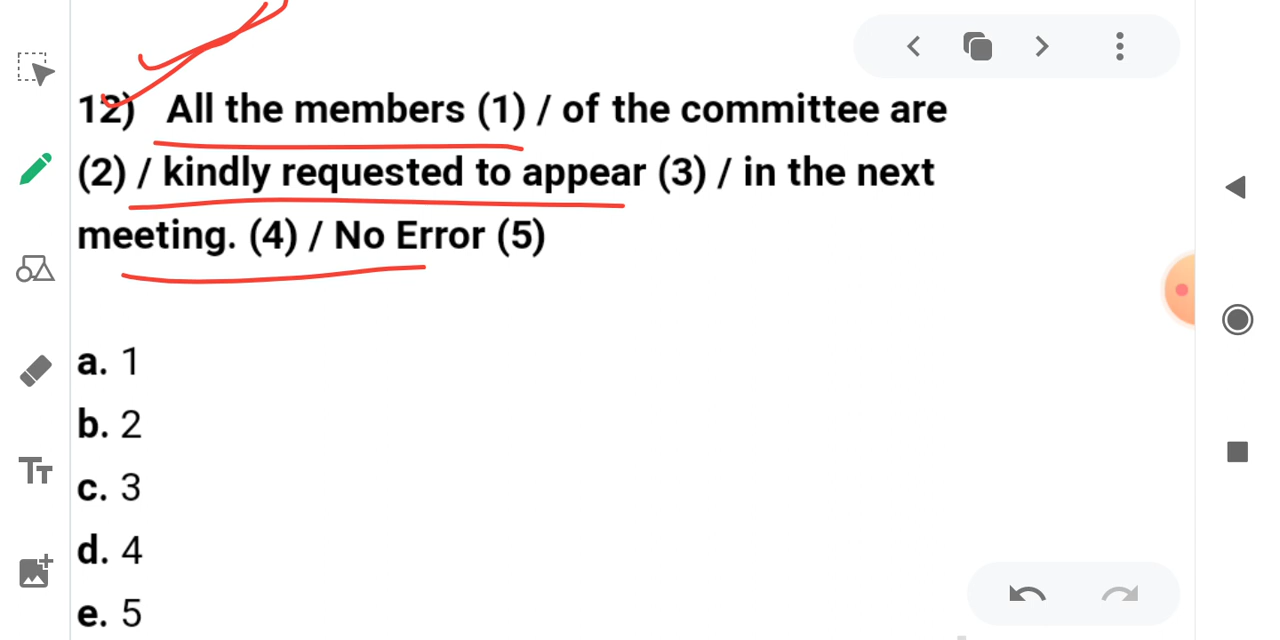 12) All the members (1) / of the committee are
(2) / kindly requested to appear (3) / in the next
meeting. (4) / No Error (5)
a. 1
b. 2
c. 3
d. 4
e. 5
TT